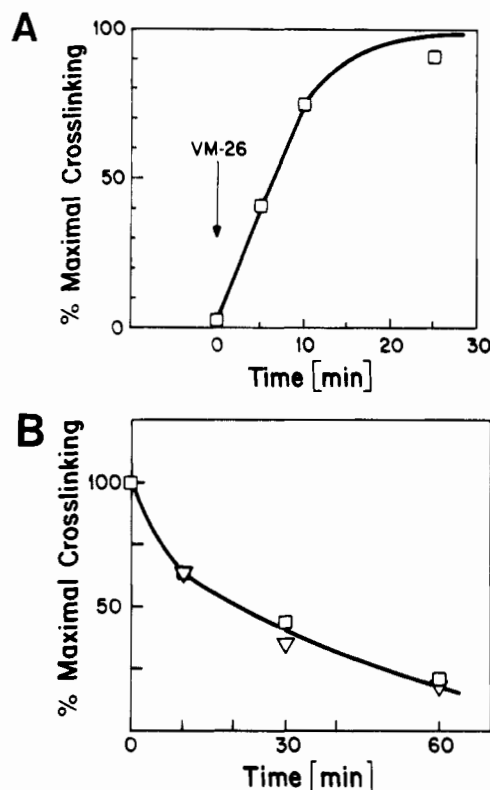 A
% Maximal Crosslinking
100
50
0
VM-26
0 10 20 30
Time [min]
B
% Maximal Crosslinking
100
50
0 30 60
Time [min]